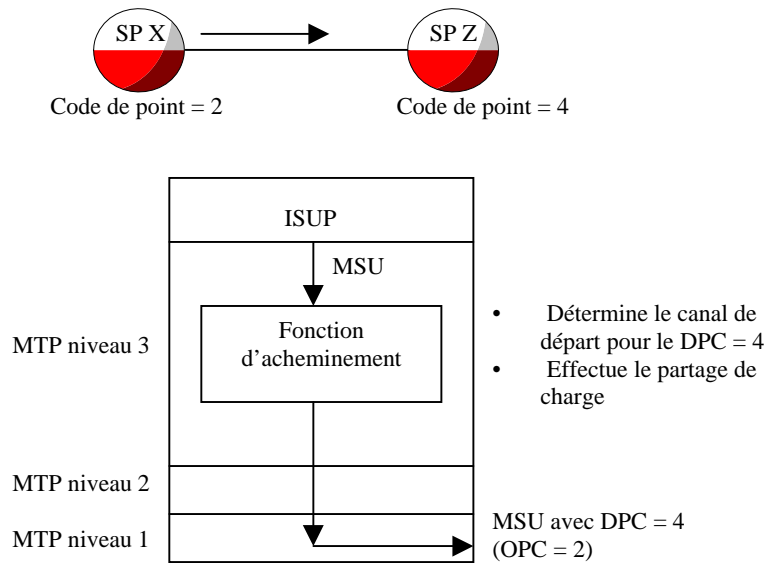 SP X
SP Z
Code de point = 2
Code de point = 4
ISUP
MSU
MTP niveau 3
Fonction
d'acheminement
• Détermine le canal de
départ pour le DPC = 4
• Effectue le partage de
charge
MTP niveau 2
MTP niveau 1
MSU avec DPC = 4
(OPC = 2)